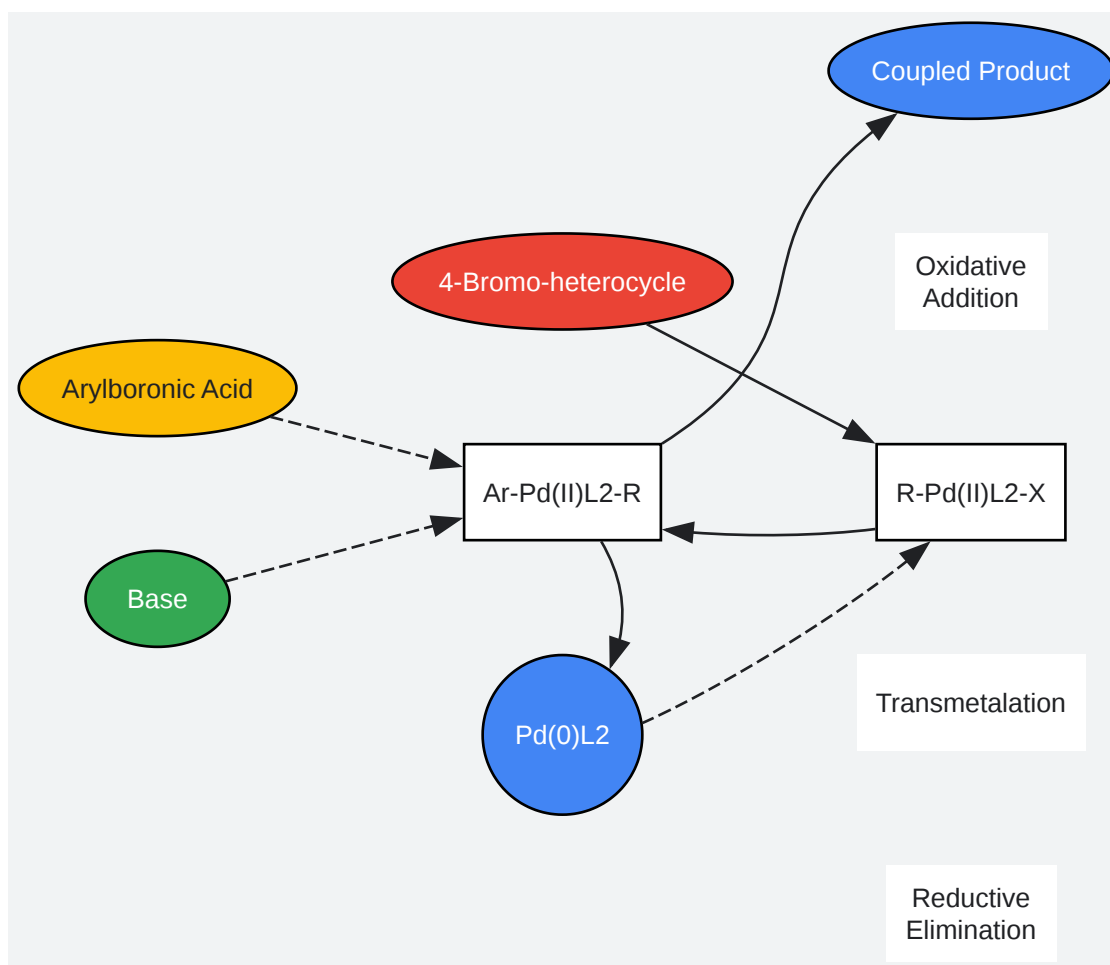 Coupled Product
Oxidative
Addition
4-Bromo-heterocycle
Arylboronic Acid
Ar-Pd(II)L2-R
R-Pd(II)L2-X
Base
Transmetalation
Pd(0)L2
Reductive
Elimination